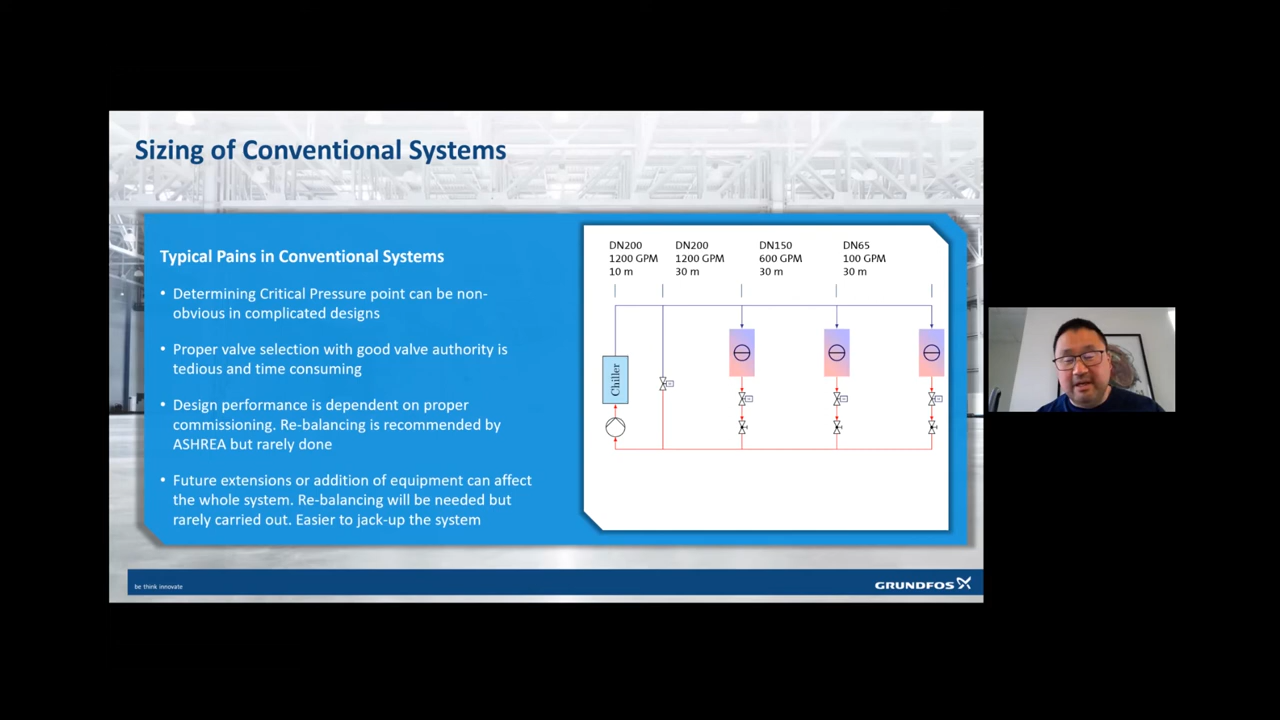 Sizing of Conventional Systems
Typical Pains in Conventional Systems
• Determining Critical Pressure point can be non-
obvious in complicated designs
• Proper valve selection with good valve authority is
tedious and time consuming
• Design performance is dependent on proper
commissioning. Re-balancing is recommended by
ASHREA but rarely done
• Future extensions or addition of equipment can affect
the whole system. Re-balancing will be needed but
rarely carried out. Easier to jack-up the system
DN200
1200 GPM
10 m
DN200
1200 GPM
30 m
DN150
600 GPM
30 m
DN65
100 GPM
30 m
Chiller
be think innovate
GRUNDFOS